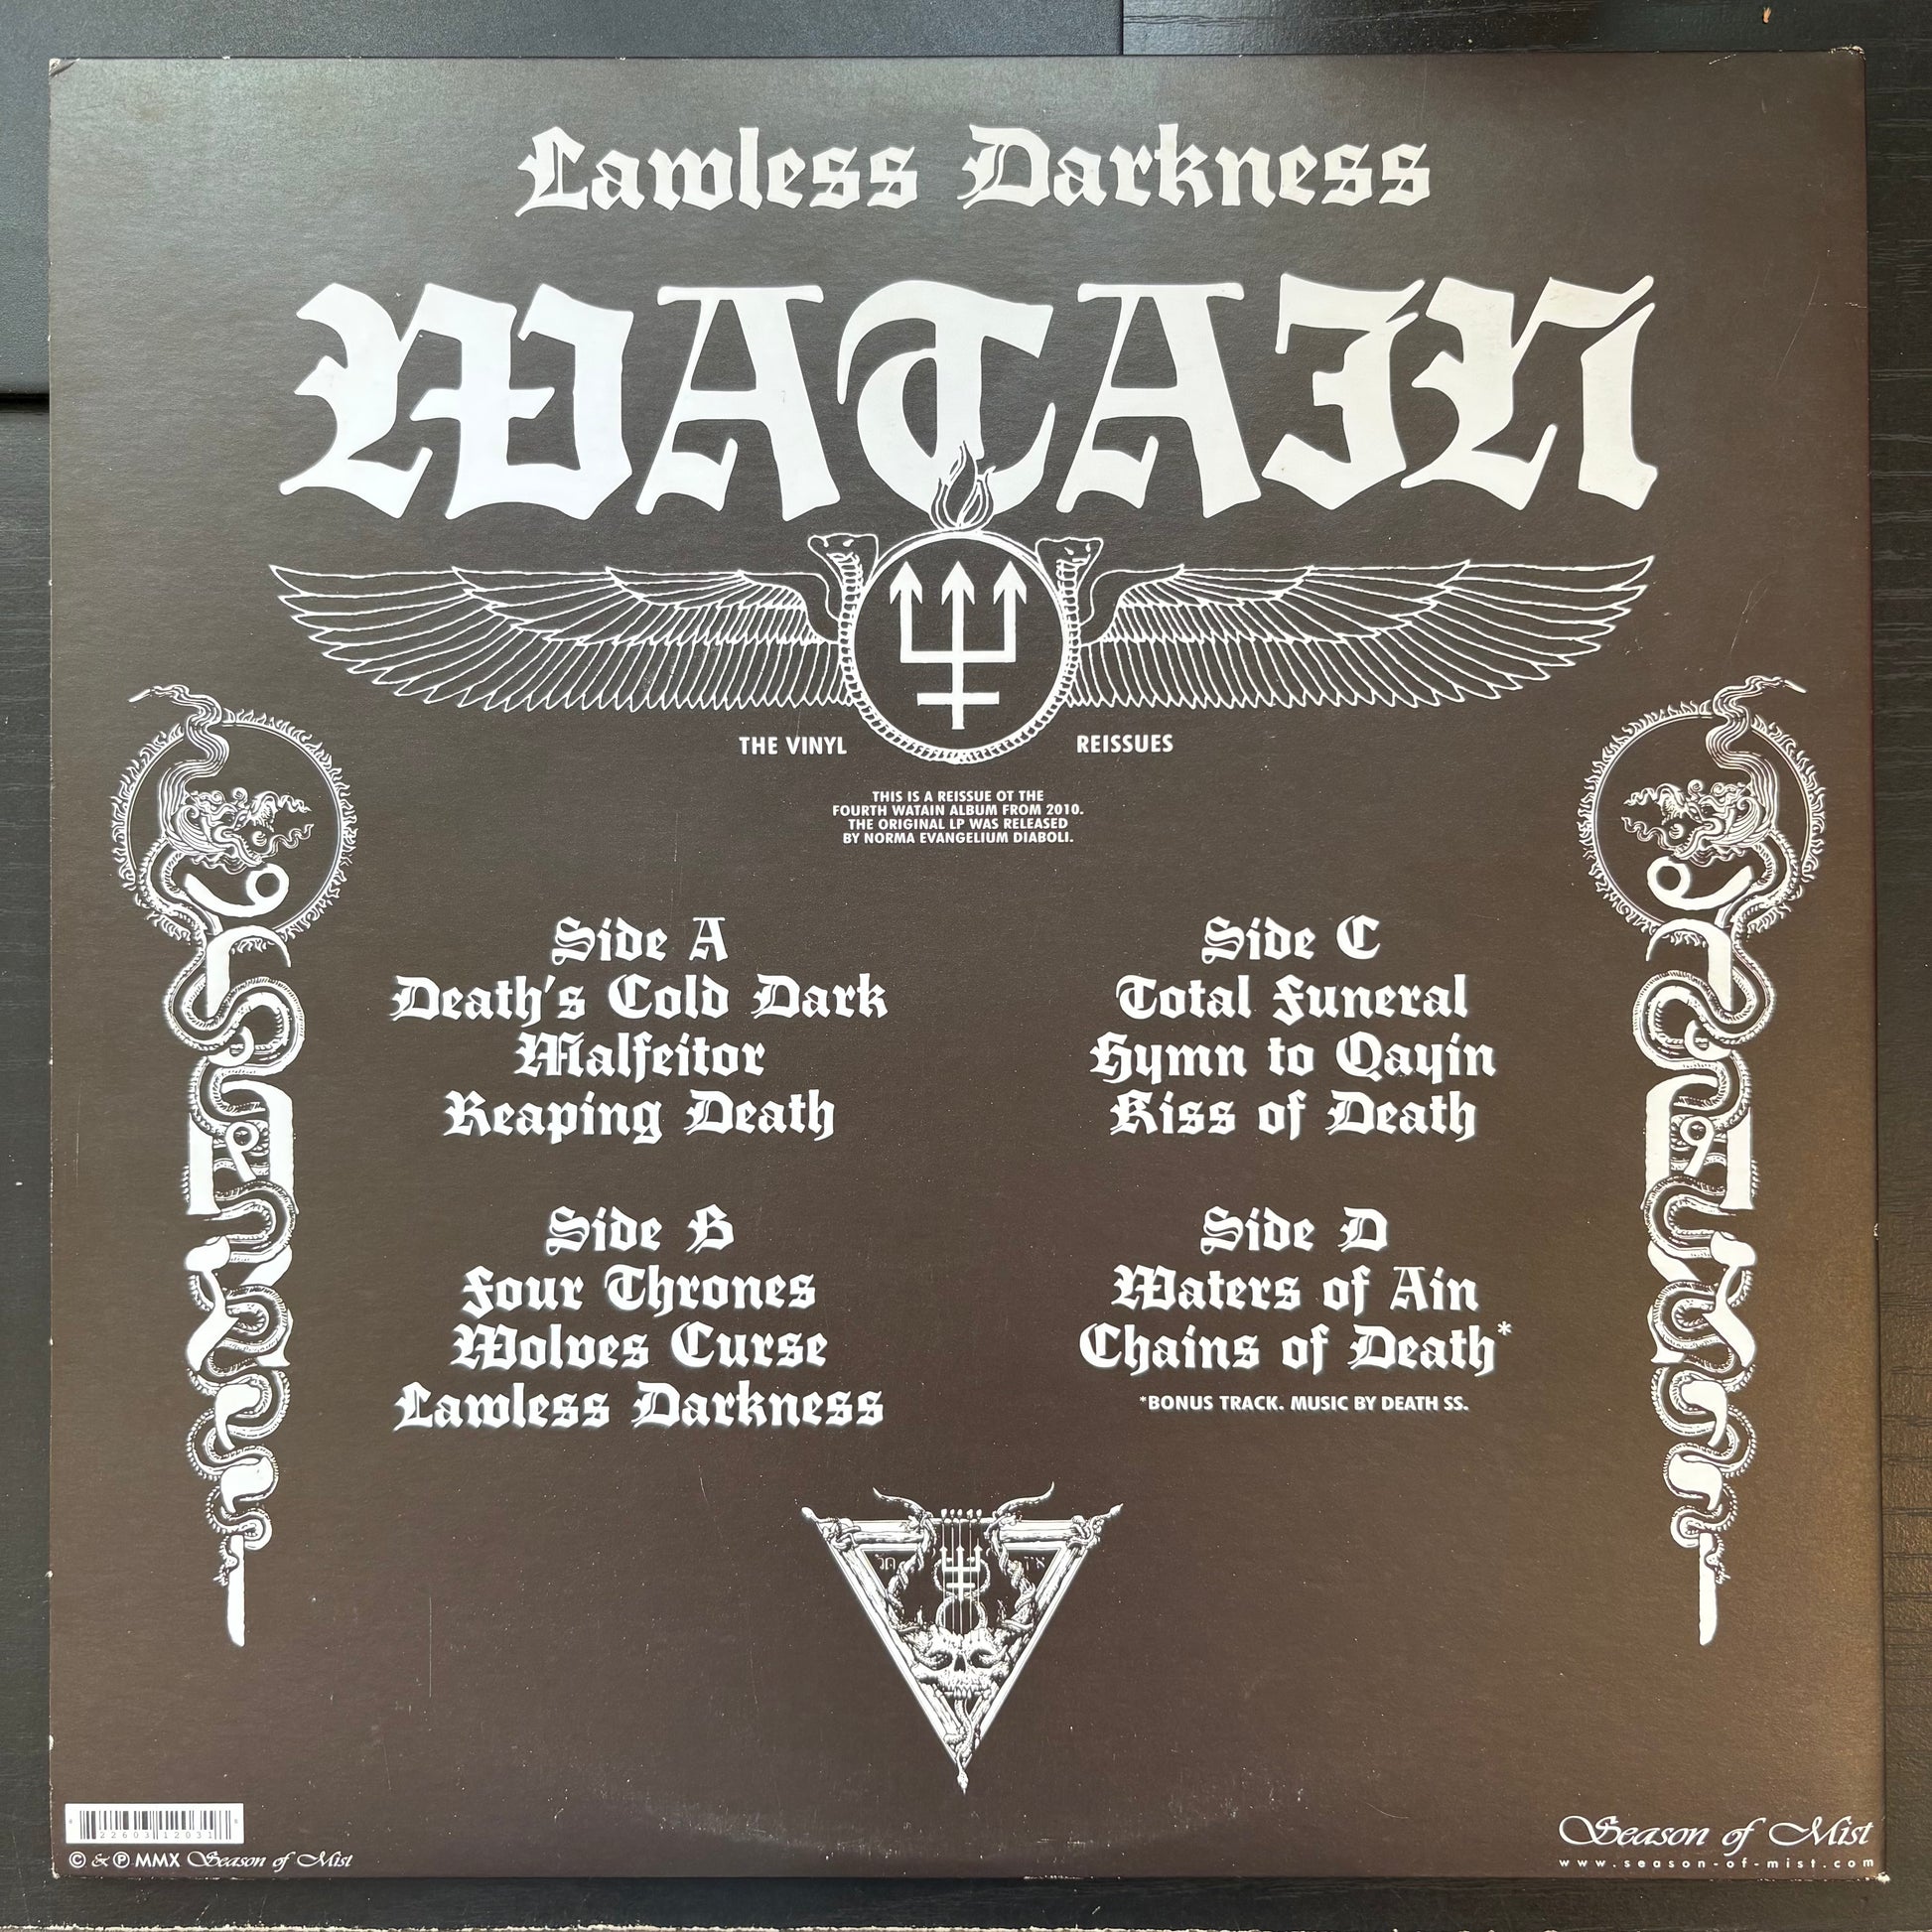 Lawless Darkness
WATAIN
THE VINYL REISSUES
THIS IS A REISSUE OT THE
FOURTH WATAIN ALBUM FROM 2010.
THE ORIGINAL LP WAS RELEASED
BY NORMA EVANGELIUM DIABOLI.
Side A
Death's Cold Dark
Malfeitor
Reaping Death
Side B
Four Thrones
Wolves Curse
Lawless Darkness
Side C
Total Funeral
Hymn to Qayin
Kiss of Death
Side D
Waters of Ain
Chains of Death*
*BONUS TRACK. MUSIC BY DEATH SS.
© & ℗ MMX Season of Mist
Season of Mist
www.season-of-mist.com